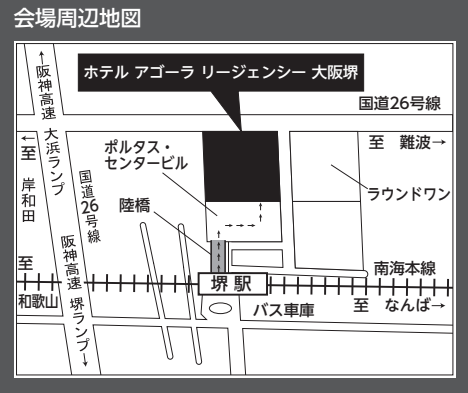 会場周辺地図
ホテル アゴーラ リージェンシー 大阪堺
国道26号線
←阪神高速 大浜ランプ
←至 岸和田
国道26号線
ポルタス・
センタービル
陸橋
至 難波→
ラウンドワン
阪神高速 堺ランプ→
至 和歌山
堺駅
南海本線
バス車庫
至 なんば→